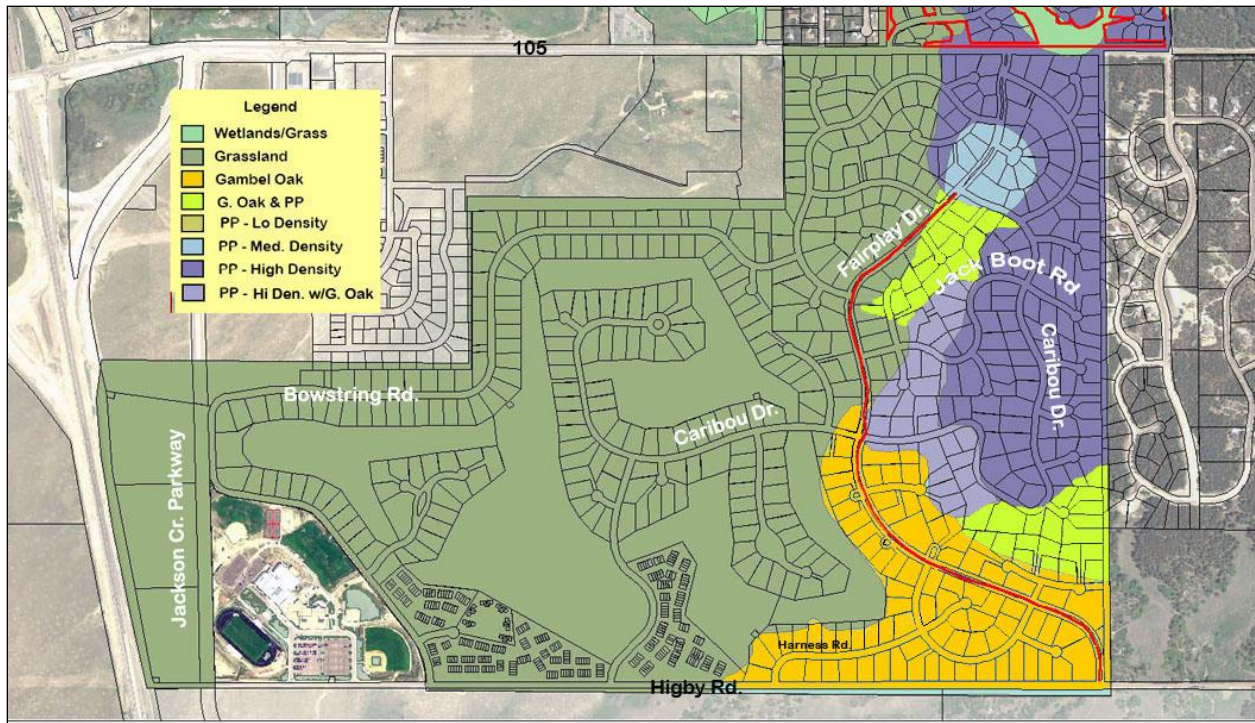 105
Legend
Wetlands/Grass
Grassland
Gambel Oak
G. Oak & PP
PP - Lo Density
PP - Med. Density
PP - High Density
PP - Hi Den. w/G. Oak
Fairplay Dr.
Jack Boot Rd
Caribou Dr.
Bowstring Rd.
Caribou Dr.
Jackson Cr. Parkway
Harness Rd.
Higby Rd.